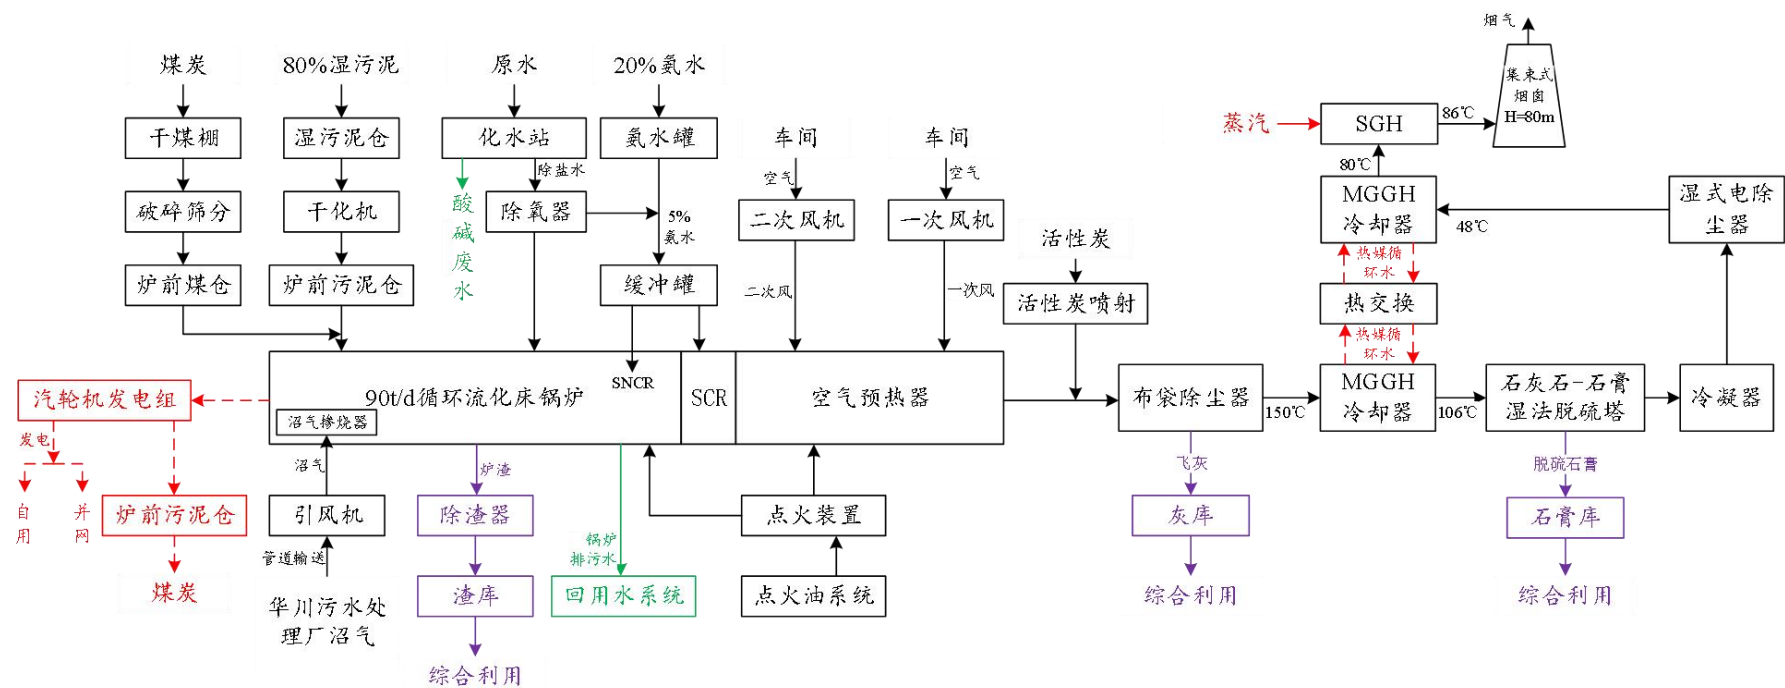 烟气
煤炭
80%湿污泥
原水
20%氨水
集束式
烟囱
H=80m
干煤棚
湿污泥仓
化水站
氨水罐
车间
车间
蒸汽
SGH
86℃
除盐水
空气
空气
80℃
破碎筛分
干化机
酸碱废水
除氧器
5%
氨水
二次风机
一次风机
MGGH
冷却器
48℃
湿式电除
尘器
活性炭
热媒循
环水
炉前煤仓
炉前污泥仓
缓冲罐
二次风
一次风
活性炭喷射
热交换
热媒循
环水
汽轮机发电组
90t/d循环流化床锅炉
SNCR
SCR
空气预热器
布袋除尘器
150℃
MGGH
冷却器
106℃
石灰石-石膏
湿法脱硫塔
冷凝器
沼气掺烧器
发电
沼气
炉渣
飞灰
脱硫石膏
自用
并网
炉前污泥仓
引风机
除渣器
点火装置
灰库
石膏库
管道输送
锅炉
排污水
煤炭
华川污水处
理厂沼气
渣库
回用水系统
点火油系统
综合利用
综合利用
综合利用